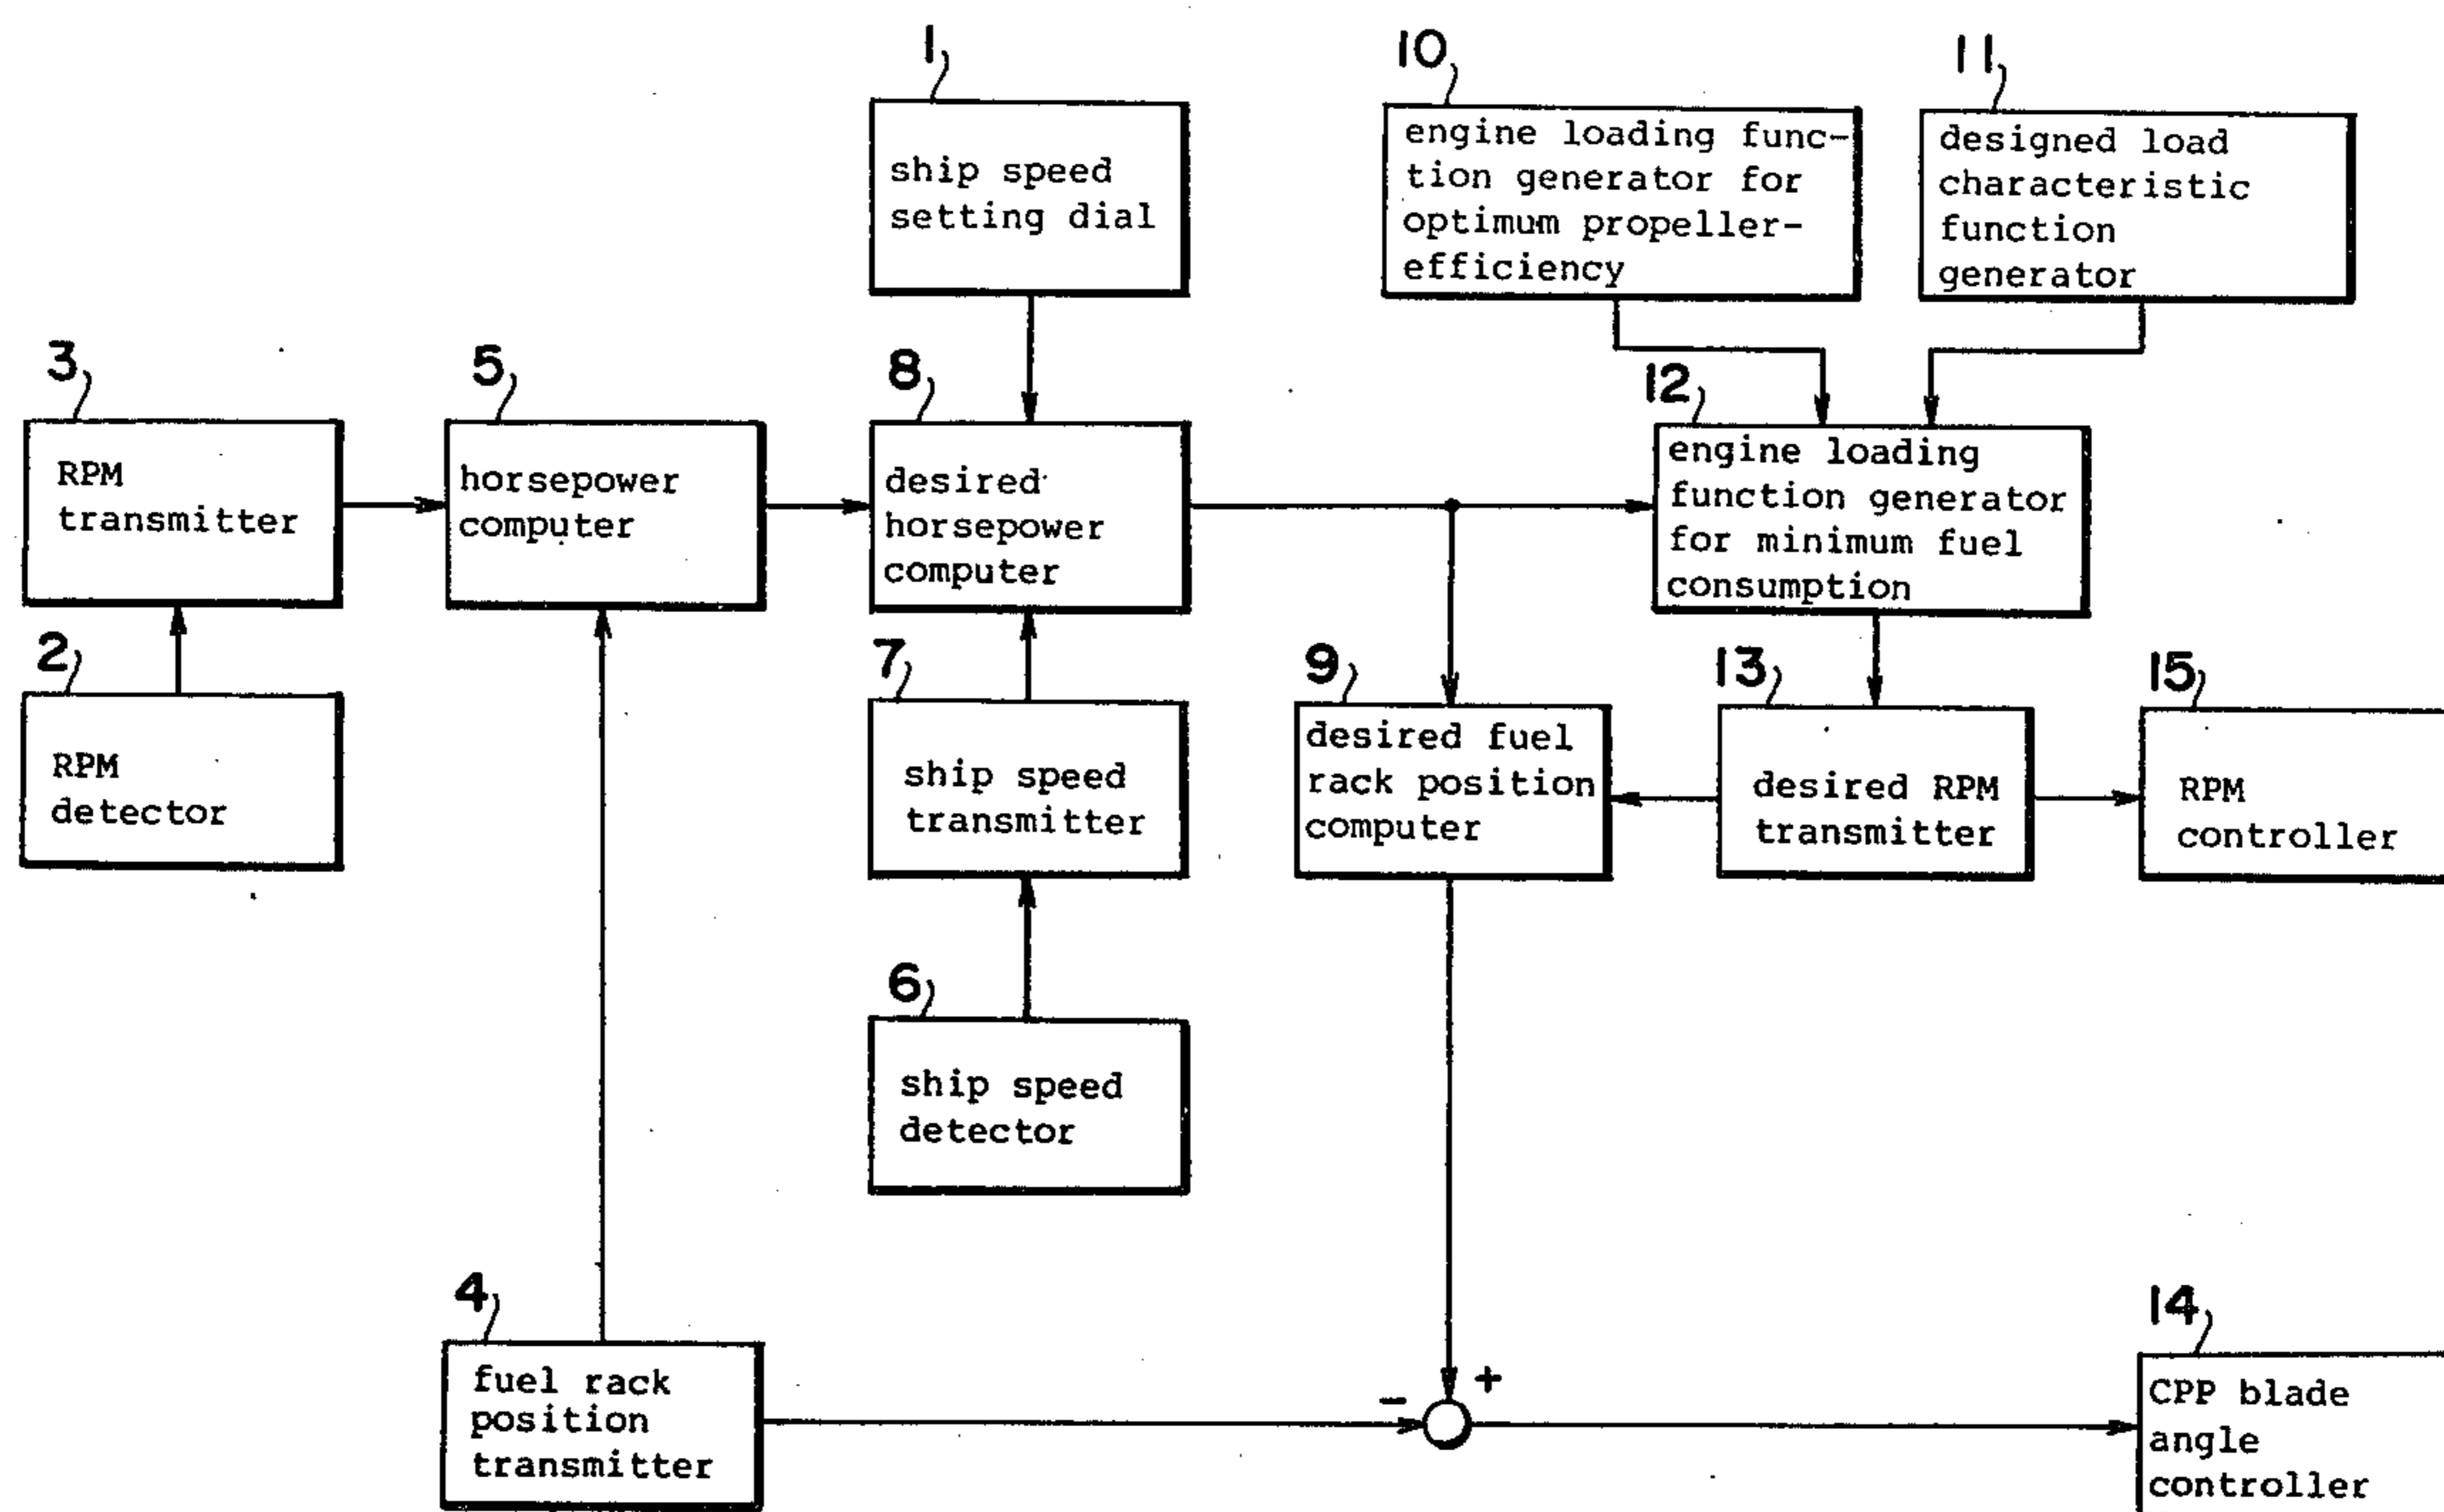 1
ship speed
setting dial
10
engine loading func-
tion generator for
optimum propeller-
efficiency
11
designed load
characteristic
function
generator
3
RPM
transmitter
5
horsepower
computer
8
desired
horsepower
computer
12
engine loading
function generator
for minimum fuel
consumption
2
RPM
detector
7
ship speed
transmitter
9
desired fuel
rack position
computer
13
desired RPM
transmitter
15
RPM
controller
6
ship speed
detector
4
fuel rack
position
transmitter
- +
14
CPP blade
angle
controller